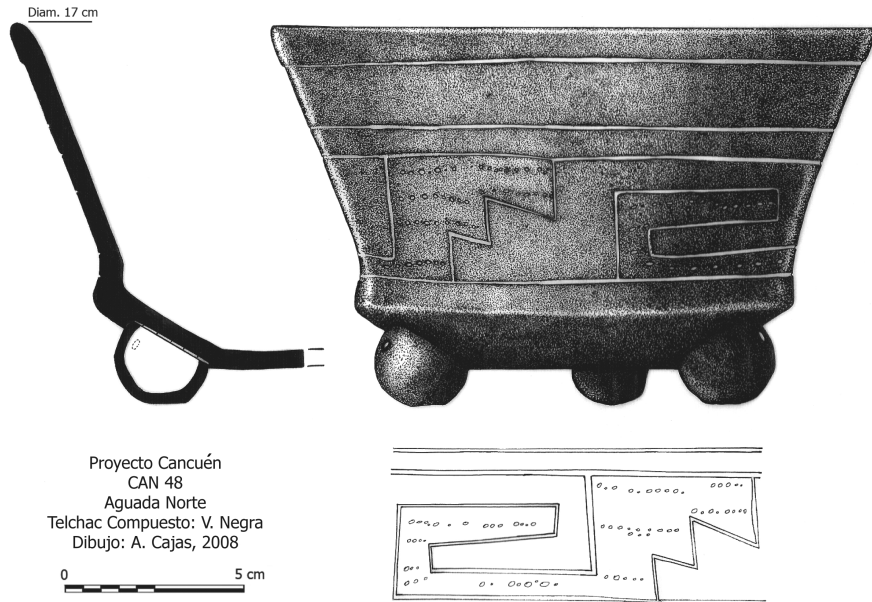 Diam. 17 cm
Proyecto Cancuén
CAN 48
Aguada Norte
Telchac Compuesto: V. Negra
Dibujo: A. Cajas, 2008
0 5 cm